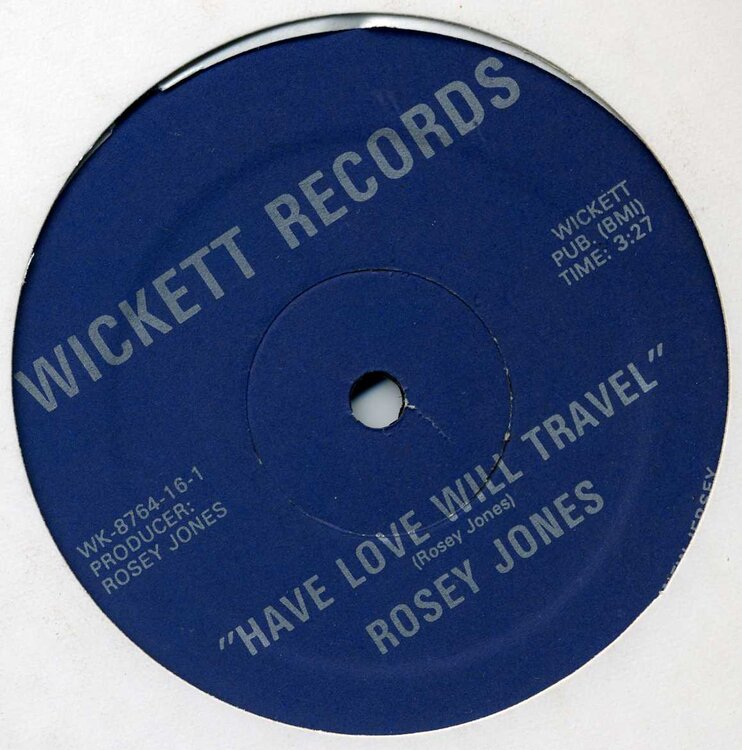 WICKETT RECORDS
WICKETT
PUB. (BMI)
TIME: 3:27
WK-8764-16-1
PRODUCER:
ROSEY JONES
"HAVE LOVE WILL TRAVEL"
(Rosey Jones)
ROSEY JONES
JERSEY